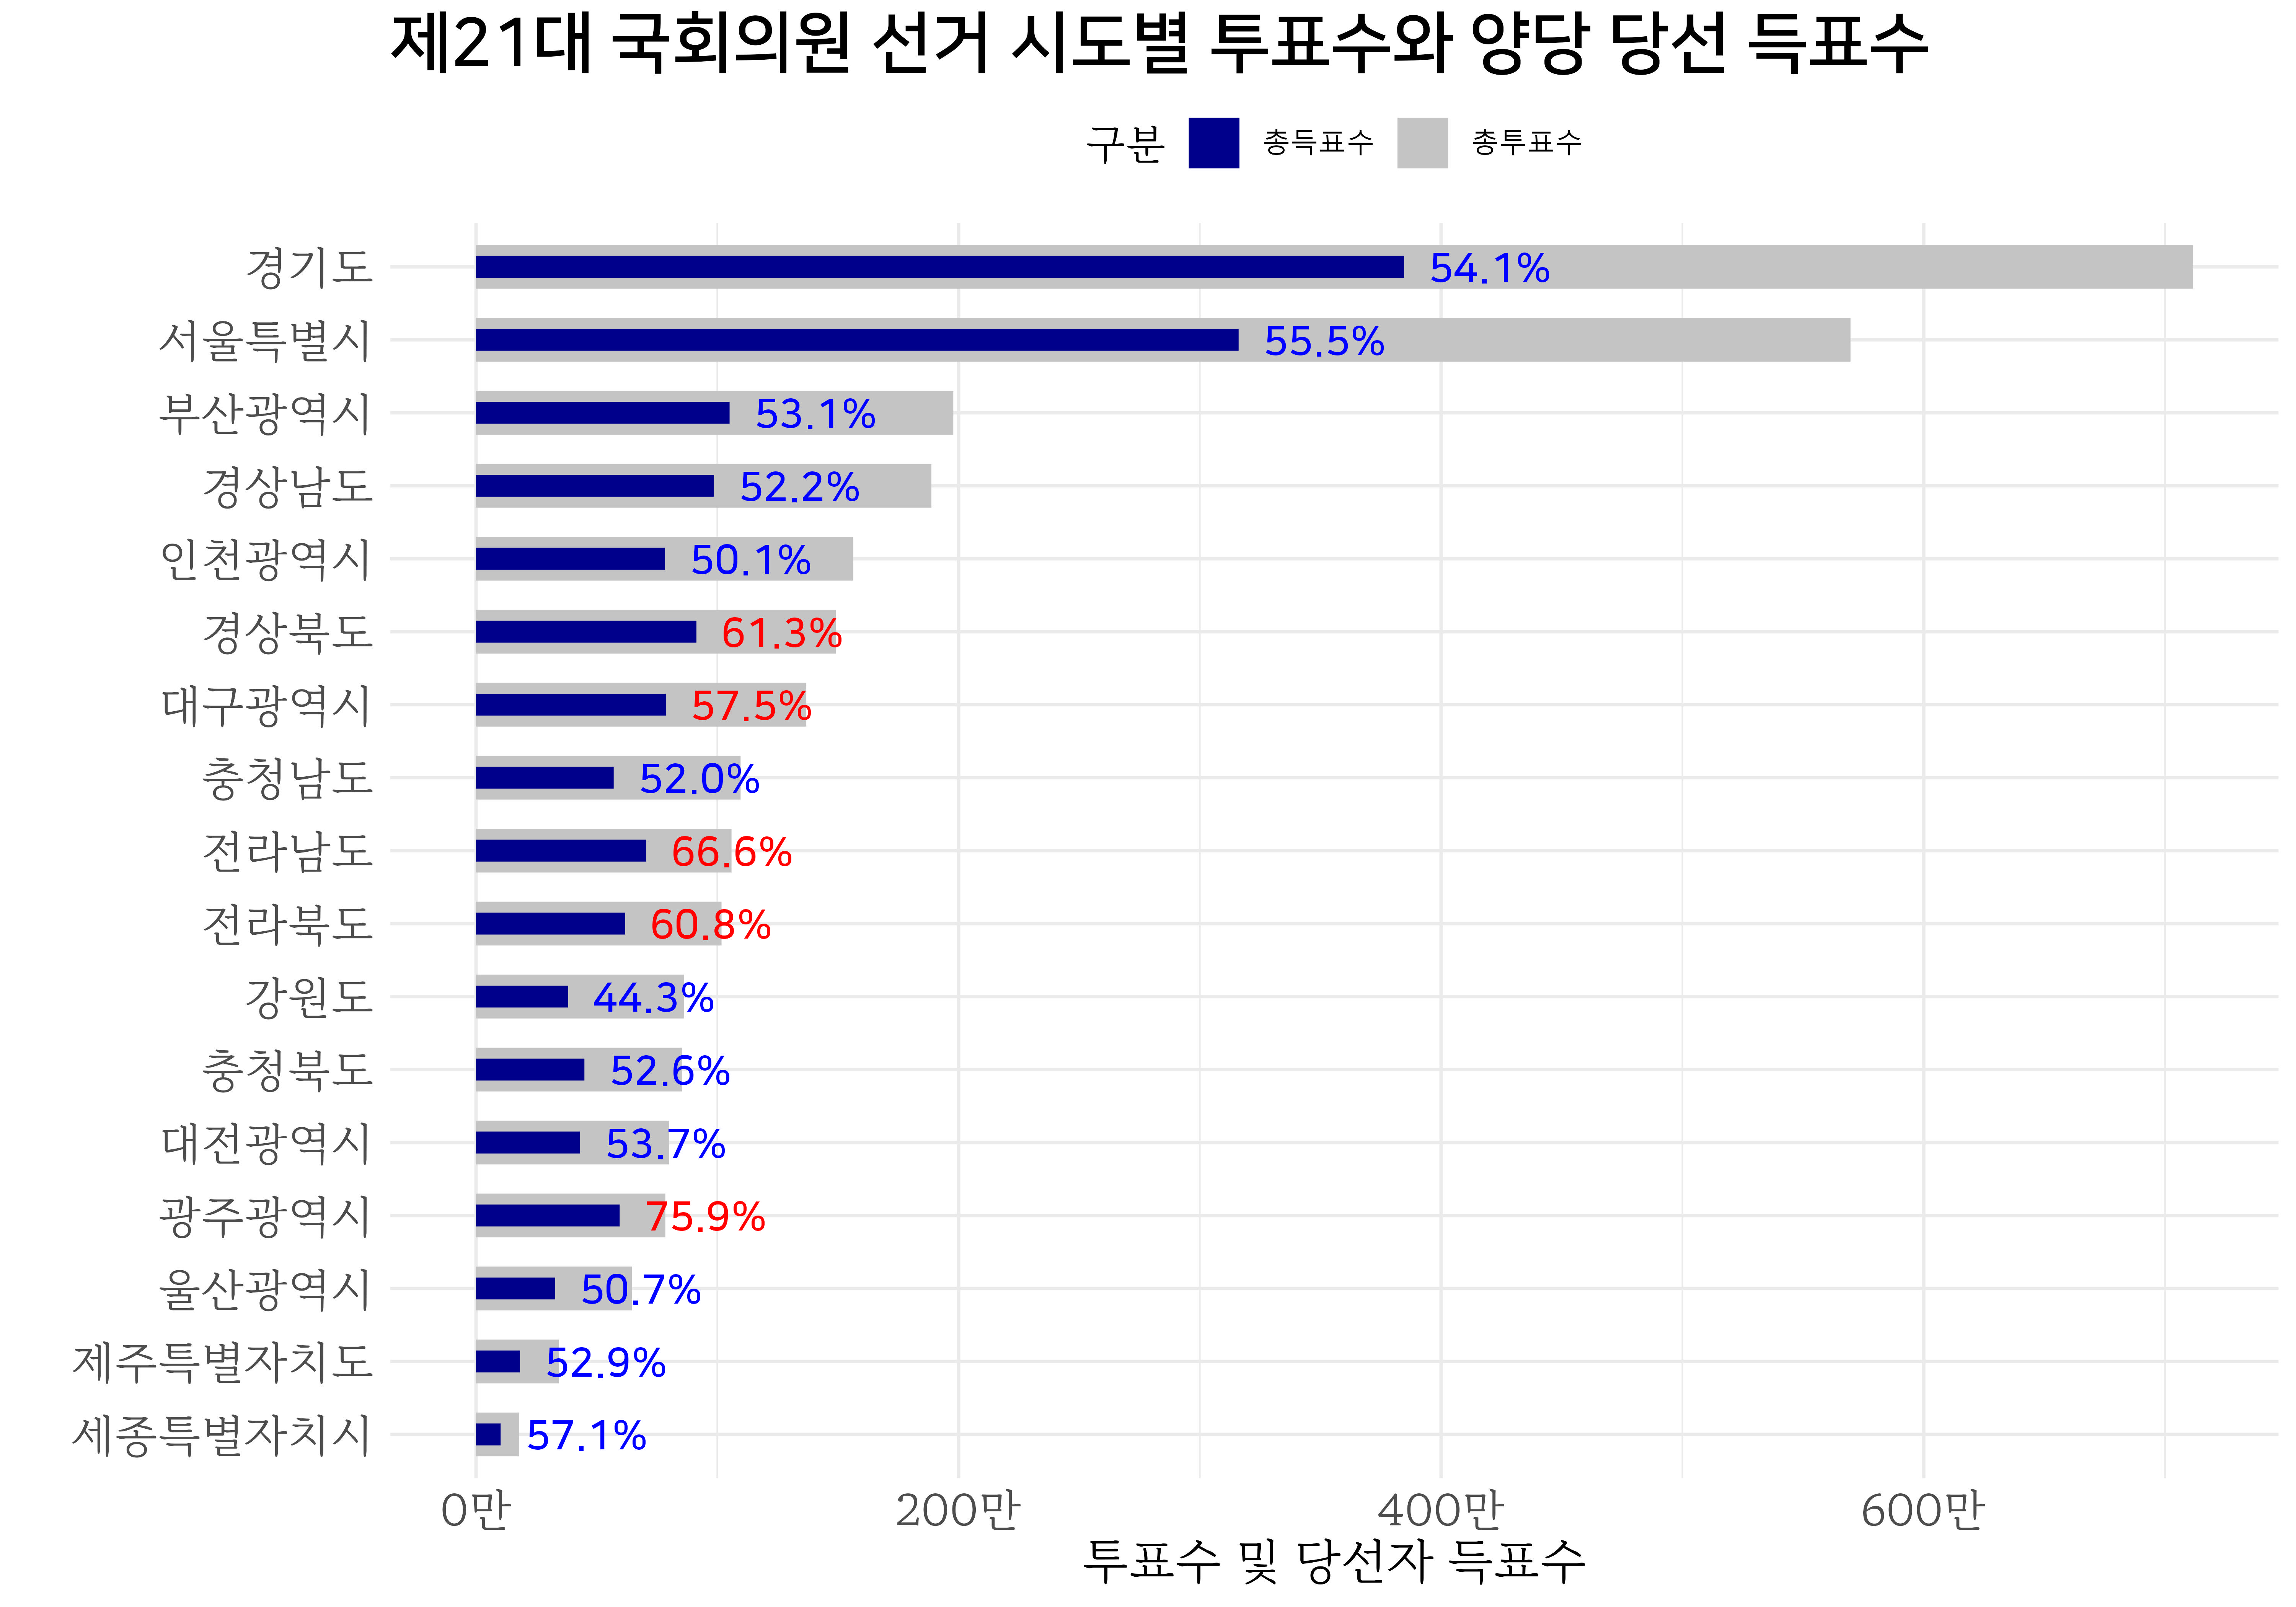 제21대 국회의원 선거 시도별 투표수와 양당 당선 득표수
구분 총득표수 총투표수
경기도 54.1%
서울특별시 55.5%
부산광역시 53.1%
경상남도 52.2%
인천광역시 50.1%
경상북도 61.3%
대구광역시 57.5%
충청남도 52.0%
전라남도 66.6%
전라북도 60.8%
강원도 44.3%
충청북도 52.6%
대전광역시 53.7%
광주광역시 75.9%
울산광역시 50.7%
제주특별자치도 52.9%
세종특별자치시 57.1%
0만 200만 400만 600만
투표수 및 당선자 득표수